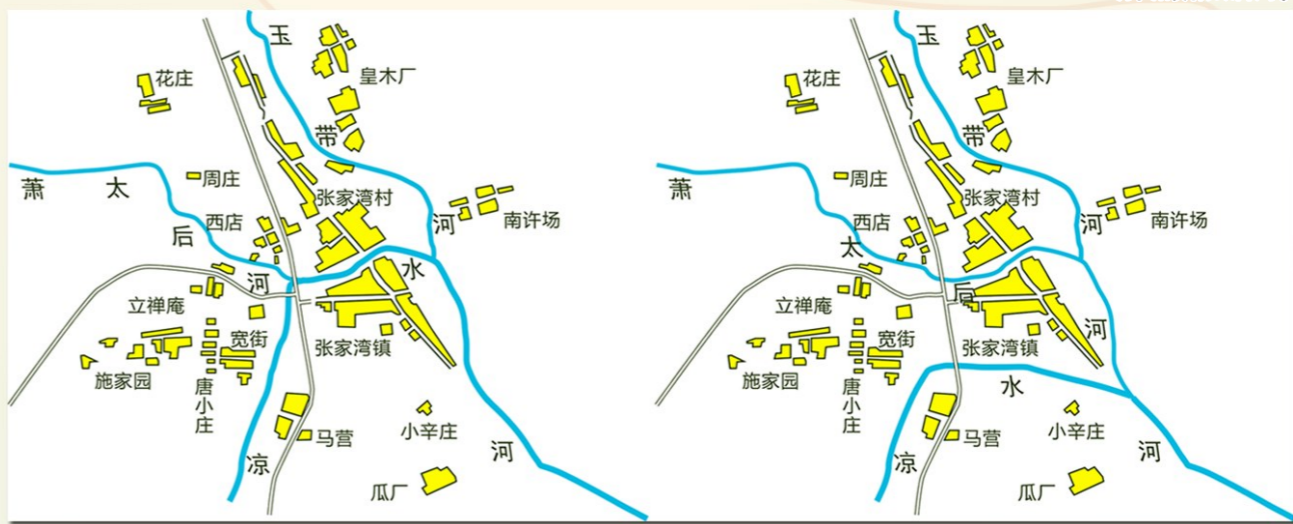 玉
带
河
花庄
皇木厂
萧
太
后
河
周庄
西店
张家湾村
南许场
水
立禅庵
宽街
张家湾镇
施家园
唐小庄
马营
小辛庄
凉
河
瓜厂
玉
带
河
花庄
皇木厂
萧
太
后
河
周庄
西店
张家湾村
南许场
立禅庵
宽街
张家湾镇
施家园
唐小庄
水
马营
小辛庄
凉
河
瓜厂